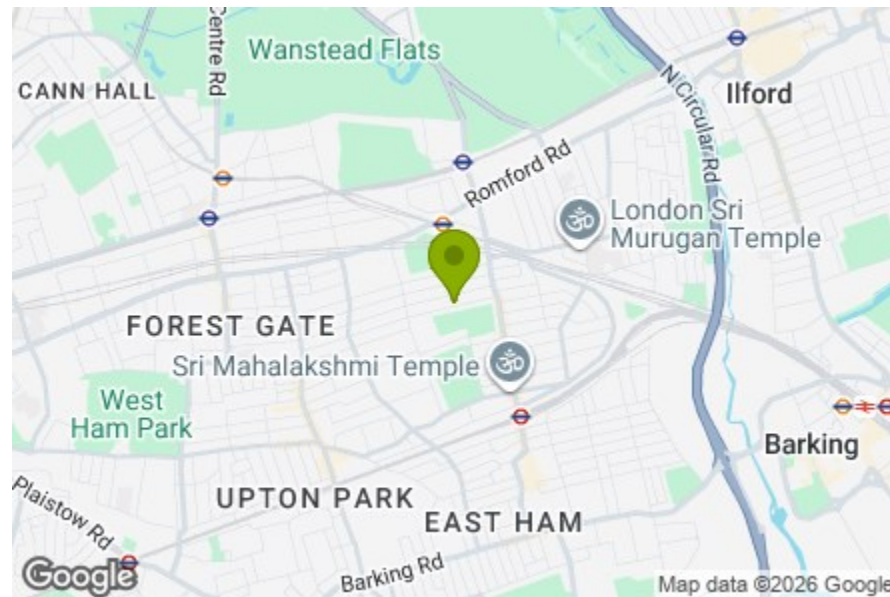 Centre Rd
Wanstead Flats
CANN HALL
N Circular Rd
Ilford
Romford Rd
London Sri
Murugan Temple
FOREST GATE
Sri Mahalakshmi Temple
West
Ham Park
Barking
Plaistow Rd
UPTON PARK
EAST HAM
Barking Rd
Google
Map data ©2026 Google